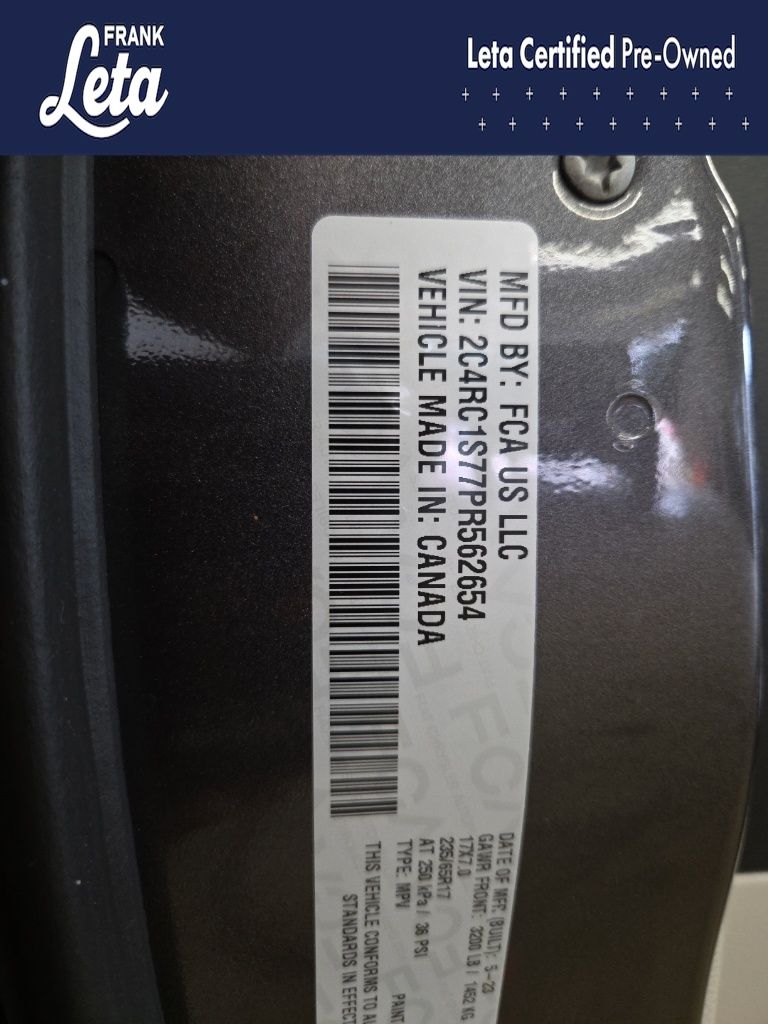 FRANK
Leta
Leta Certified Pre-Owned
MFD BY: FCA US LLC
VIN: 2C4RC1S77PR562654
VEHICLE MADE IN: CANADA
DATE OF MFR. (BUILT): 5-23
GAWR FRONT: 3200 LB / 1452 KG
17X7.0
235/65R17
AT 250 kPa / 36 PSI
TYPE: MPV
PAINT
THIS VEHICLE CONFORMS TO
STANDARDS IN EFFECT